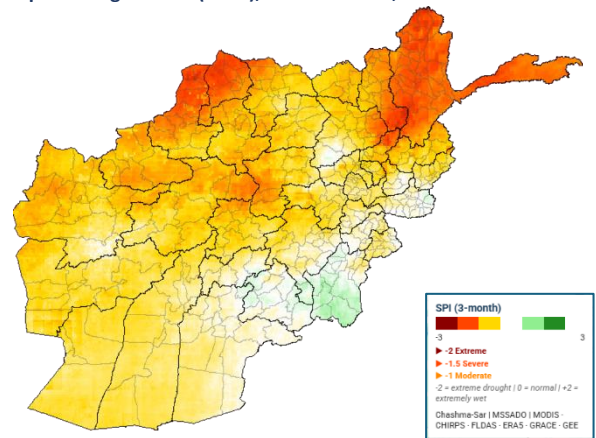 SPI (3-month)
-3 3
▶ -2 Extreme
▶ -1.5 Severe
▶ -1 Moderate
-2 = extreme drought | 0 = normal | +2 =
extremely wet
Chashma-Sar | MSSADO | MODIS ·
CHIRPS · FLDAS · ERA5 · GRACE · GEE